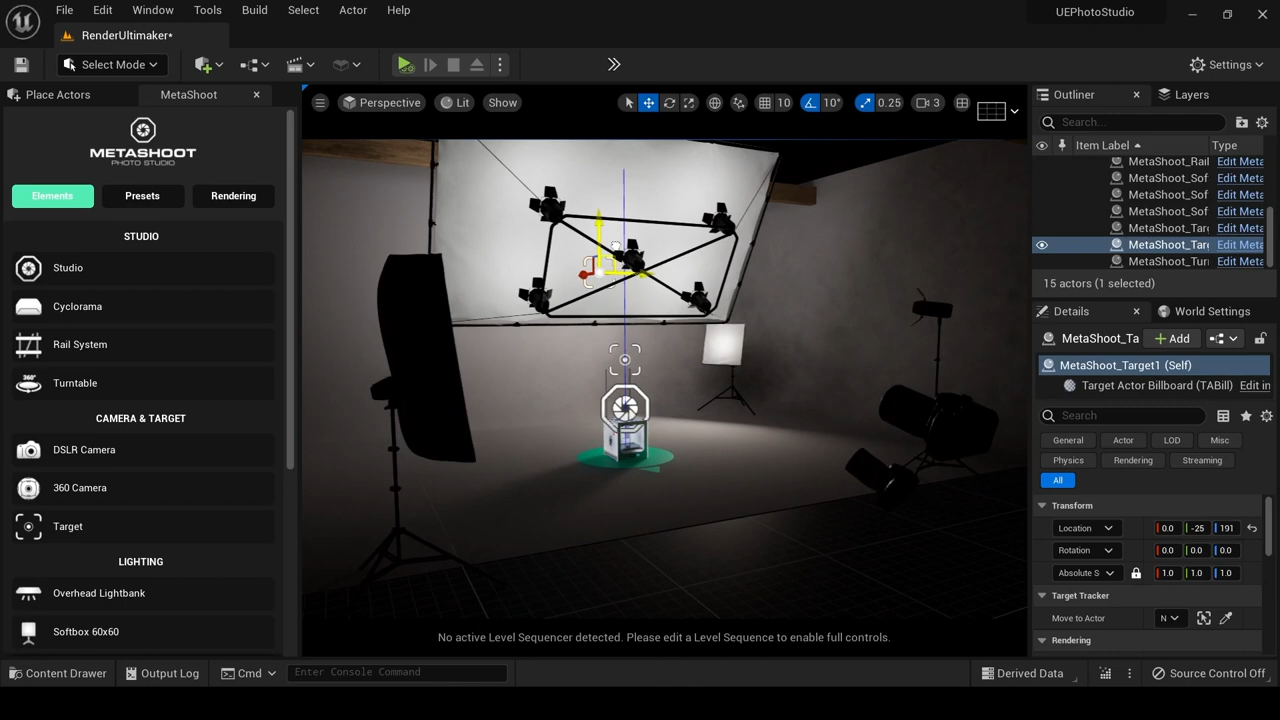 File Edit Window Tools Build Select Actor Help
UEPhotoStudio
RenderUltimaker*
Select Mode
Settings
Place Actors
MetaShoot
Perspective
Lit
Show
10
10°
0.25
3
Outliner
Layers
METASHOOT
PHOTO STUDIO
Search...
Item Label
Type
Elements
Presets
Rendering
MetaShoot_Rail Edit Meta
MetaShoot_Sof Edit Meta
MetaShoot_Sof Edit Meta
MetaShoot_Sof Edit Meta
MetaShoot_Targ Edit Meta
MetaShoot_Targ Edit Meta
MetaShoot_Turn Edit Meta
15 actors (1 selected)
STUDIO
Studio
Cyclorama
Rail System
360°
Turntable
CAMERA & TARGET
DSLR Camera
360 Camera
Target
LIGHTING
Overhead Lightbank
Softbox 60x60
Details
World Settings
MetaShoot_Ta
Add
MetaShoot_Target1 (Self)
Target Actor Billboard (TABill) Edit in
Search
General
Actor
LOD
Misc
Physics
Rendering
Streaming
All
Transform
Location 0.0 -25 191
Rotation 0.0 0.0 0.0
Absolute S 1.0 1.0 1.0
Target Tracker
Move to Actor N
Rendering
No active Level Sequencer detected. Please edit a Level Sequence to enable full controls.
Content Drawer
Output Log
Cmd
Enter Console Command
Derived Data
Source Control Off